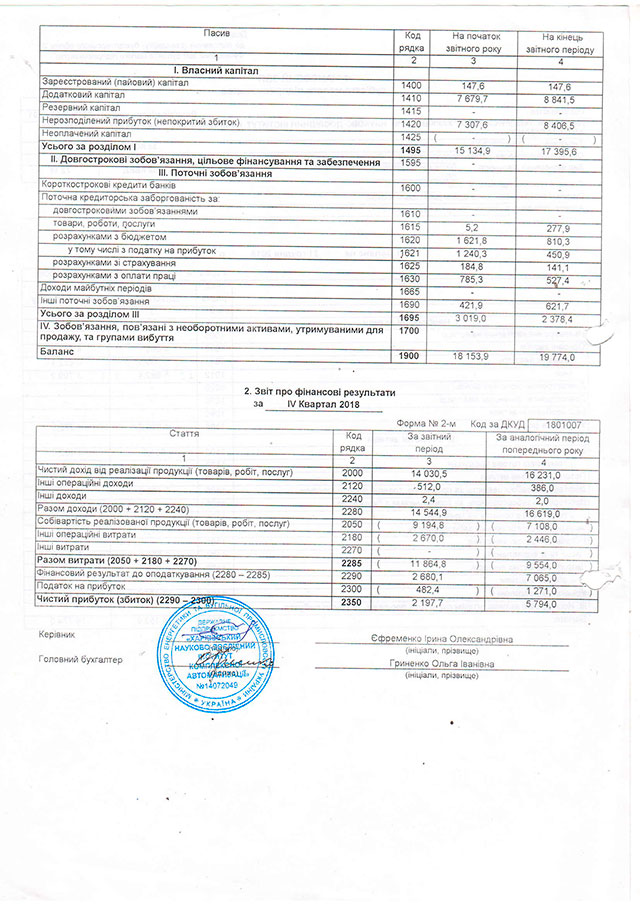 Пасив Код рядка На початок звітного року На кінець звітного періоду
1 2 3 4
І. Власний капітал
Зареєстрований (пайовий) капітал 1400 147,6 147,6
Додатковий капітал 1410 7 679,7 8 841,5
Резервний капітал 1415 - -
Нерозподілений прибуток (непокритий збиток) 1420 7 307,6 8 406,5
Неоплачений капітал 1425 ( - ) ( - )
Усього за розділом І 1495 15 134,9 17 395,6
ІІ. Довгострокові зобов'язання, цільове фінансування та забезпечення 1595 - -
ІІІ. Поточні зобов'язання
Короткострокові кредити банків 1600 - -
Поточна кредиторська заборгованість за:
довгостроковими зобов'язаннями 1610 - -
товари, роботи, послуги 1615 5,2 277,9
розрахунками з бюджетом 1620 1 621,8 810,3
у тому числі з податку на прибуток 1621 1 240,3 450,9
розрахунками зі страхування 1625 184,8 141,1
розрахунками з оплати праці 1630 785,3 527,4
Доходи майбутніх періодів 1665 - -
Інші поточні зобов'язання 1690 421,9 621,7
Усього за розділом ІІІ 1695 3 019,0 2 378,4
IV. Зобов'язання, пов'язані з необоротними активами, утримуваними для продажу, та групами вибуття 1700 - -
Баланс 1900 18 153,9 19 774,0
2. Звіт про фінансові результати
за IV Квартал 2018
Форма № 2-м Код за ДКУД 1801007
Стаття Код рядка За звітний період За аналогічний період попереднього року
1 2 3 4
Чистий дохід від реалізації продукції (товарів, робіт, послуг) 2000 14 030,5 16 231,0
Інші операційні доходи 2120 512,0 386,0
Інші доходи 2240 2,4 2,0
Разом доходи (2000 + 2120 + 2240) 14 544,9 16 619,0
Собівартість реалізованої продукції (товарів, робіт, послуг) 2050 ( 9 194,8 ) ( 7 108,0 )
Інші операційні витрати 2180 ( 2 670,0 ) ( 2 446,0 )
Інші витрати 2270 ( - ) ( - )
Разом витрати (2050 + 2180 + 2270) 2285 ( 11 864,8 ) ( 9 554,0 )
Фінансовий результат до оподаткування (2280 – 2285) 2290 2 680,1 7 065,0
Податок на прибуток 2300 ( 482,4 ) ( 1 271,0 )
Чистий прибуток (збиток) (2290 – 2300) 2350 2 197,7 5 794,0
Керівник Єфременко Ірина Олександрівна
(ініціали, прізвище)
Головний бухгалтер Гриненко Ольга Іванівна
(ініціали, прізвище)
МІНІСТЕРСТВО ЕНЕРГЕТИКИ ТА ВУГІЛЬНОЇ ПРОМИСЛОВОСТІ УКРАЇНИ
ДЕРЖАВНЕ
ПІДПРИЄМСТВО
«ХАРКІВСЬКИЙ
АВТОМАТИЗАЦІЇ»
№14072049
УКРАЇНА